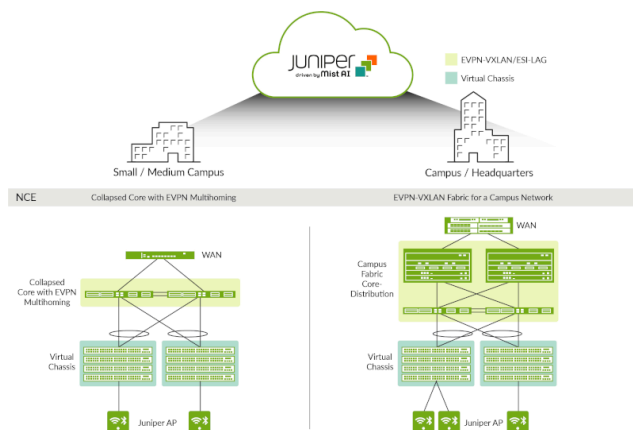 JUNIPER
driven by Mist AI
EVPN-VXLAN/ESI-LAG
Virtual Chassis
Small / Medium Campus
Campus / Headquarters
NCE
Collapsed Core with EVPN Multihoming
EVPN-VXLAN Fabric for a Campus Network
WAN
Collapsed
Core with EVPN
Multihoming
Virtual
Chassis
Juniper AP
WAN
Campus
Fabric
Core-
Distribution
Virtual
Chassis
Juniper AP